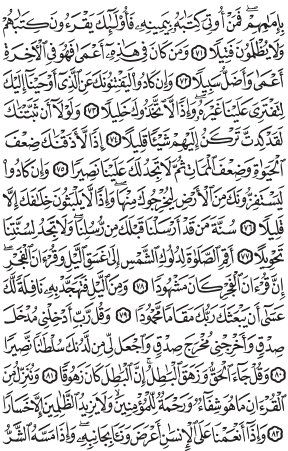 بِإِمَٰمِهِمْ فَمَنْ أُوتِيَ كِتَٰبَهُۥ بِيَمِينِهِۦ فَأُوْلَٰٓئِكَ يَقْرَءُونَ كِتَٰبَهُمْ
وَلَا يُظْلَمُونَ فَتِيلًا ٧١ وَمَن كَانَ فِي هَٰذِهِۦٓ أَعْمَىٰ فَهُوَ فِي ٱلْأٓخِرَةِ
أَعْمَىٰ وَأَضَلُّ سَبِيلًا ٧٢ وَإِن كَادُواْ لَيَفْتِنُونَكَ عَنِ ٱلَّذِيٓ أَوْحَيْنَآ إِلَيْكَ
لِتَفْتَرِيَ عَلَيْنَا غَيْرَهُۥ وَإِذًا لَّٱتَّخَذُوكَ خَلِيلًا ٧٣ وَلَوْلَآ أَن ثَبَّتْنَٰكَ
لَقَدْ كِدتَّ تَرْكَنُ إِلَيْهِمْ شَيْـًٔا قَلِيلًا ٧٤ إِذًا لَّأَذَقْنَٰكَ ضِعْفَ
ٱلْحَيَوٰةِ وَضِعْفَ ٱلْمَمَاتِ ثُمَّ لَا تَجِدُ لَكَ عَلَيْنَا نَصِيرًا ٧٥ وَإِن كَادُواْ
لَيَسْتَفِزُّونَكَ مِنَ ٱلْأَرْضِ لِيُخْرِجُوكَ مِنْهَا وَإِذًا لَّا يَلْبَثُونَ خَلْفَكَ إِلَّا
قَلِيلًا ٧٦ سُنَّةَ مَن قَدْ أَرْسَلْنَا قَبْلَكَ مِن رُّسُلِنَا وَلَا تَجِدُ لِسُنَّتِنَا
تَحْوِيلًا ٧٧ أَقِمِ ٱلصَّلَوٰةَ لِدُلُوكِ ٱلشَّمْسِ إِلَىٰ غَسَقِ ٱلَّيْلِ وَقُرْءَانَ ٱلْفَجْرِ
إِنَّ قُرْءَانَ ٱلْفَجْرِ كَانَ مَشْهُودًا ٧٨ وَمِنَ ٱلَّيْلِ فَتَهَجَّدْ بِهِۦ نَافِلَةً لَّكَ
عَسَىٰٓ أَن يَبْعَثَكَ رَبُّكَ مَقَامًا مَّحْمُودًا ٧٩ وَقُل رَّبِّ أَدْخِلْنِي مُدْخَلَ
صِدْقٍ وَأَخْرِجْنِي مُخْرَجَ صِدْقٍ وَٱجْعَل لِّي مِن لَّدُنكَ سُلْطَٰنًا نَّصِيرًا
٨٠ وَقُلْ جَآءَ ٱلْحَقُّ وَزَهَقَ ٱلْبَٰطِلُ إِنَّ ٱلْبَٰطِلَ كَانَ زَهُوقًا ٨١ وَنُنَزِّلُ مِنَ
ٱلْقُرْءَانِ مَا هُوَ شِفَآءٌ وَرَحْمَةٌ لِّلْمُؤْمِنِينَ وَلَا يَزِيدُ ٱلظَّٰلِمِينَ إِلَّا خَسَارًا
٨٢ وَإِذَآ أَنْعَمْنَا عَلَى ٱلْإِنسَٰنِ أَعْرَضَ وَنَـَٔا بِجَانِبِهِۦ وَإِذَا مَسَّهُ ٱلشَّرُّ